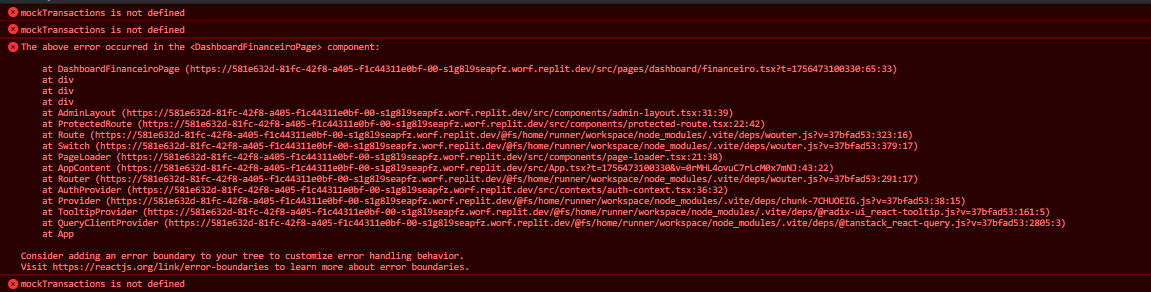 mockTransactions is not defined
mockTransactions is not defined
The above error occurred in the <DashboardFinanceiroPage> component:
at DashboardFinanceiroPage (https://581e632d-81fc-42f8-a405-f1c44311e0bf-00-s1g8l9seapfz.worf.replit.dev/src/pages/dashboard/financeiro.tsx?t=1756473100330:65:33)
at div
at div
at div
at AdminLayout (https://581e632d-81fc-42f8-a405-f1c44311e0bf-00-s1g8l9seapfz.worf.replit.dev/src/components/admin-layout.tsx:31:39)
at ProtectedRoute (https://581e632d-81fc-42f8-a405-f1c44311e0bf-00-s1g8l9seapfz.worf.replit.dev/src/components/protected-route.tsx:22:42)
at Route (https://581e632d-81fc-42f8-a405-f1c44311e0bf-00-s1g8l9seapfz.worf.replit.dev/@fs/home/runner/workspace/node_modules/.vite/deps/wouter.js?v=37bfad53:323:16)
at Switch (https://581e632d-81fc-42f8-a405-f1c44311e0bf-00-s1g8l9seapfz.worf.replit.dev/@fs/home/runner/workspace/node_modules/.vite/deps/wouter.js?v=37bfad53:379:17)
at PageLoader (https://581e632d-81fc-42f8-a405-f1c44311e0bf-00-s1g8l9seapfz.worf.replit.dev/src/components/page-loader.tsx:21:38)
at AppContent (https://581e632d-81fc-42f8-a405-f1c44311e0bf-00-s1g8l9seapfz.worf.replit.dev/src/App.tsx?t=1756473100330&v=0rMHL4ovuC7rLcM0x7mNJ:43:22)
at Router (https://581e632d-81fc-42f8-a405-f1c44311e0bf-00-s1g8l9seapfz.worf.replit.dev/@fs/home/runner/workspace/node_modules/.vite/deps/wouter.js?v=37bfad53:291:17)
at AuthProvider (https://581e632d-81fc-42f8-a405-f1c44311e0bf-00-s1g8l9seapfz.worf.replit.dev/src/contexts/auth-context.tsx:36:32)
at Provider (https://581e632d-81fc-42f8-a405-f1c44311e0bf-00-s1g8l9seapfz.worf.replit.dev/@fs/home/runner/workspace/node_modules/.vite/deps/chunk-7CHUOEIG.js?v=37bfad53:38:15)
at TooltipProvider (https://581e632d-81fc-42f8-a405-f1c44311e0bf-00-s1g8l9seapfz.worf.replit.dev/@fs/home/runner/workspace/node_modules/.vite/deps/@radix-ui_react-tooltip.js?v=37bfad53:161:5)
at QueryClientProvider (https://581e632d-81fc-42f8-a405-f1c44311e0bf-00-s1g8l9seapfz.worf.replit.dev/@fs/home/runner/workspace/node_modules/.vite/deps/@tanstack_react-query.js?v=37bfad53:2805:3)
at App
Consider adding an error boundary to your tree to customize error handling behavior.
Visit https://reactjs.org/link/error-boundaries to learn more about error boundaries.
mockTransactions is not defined